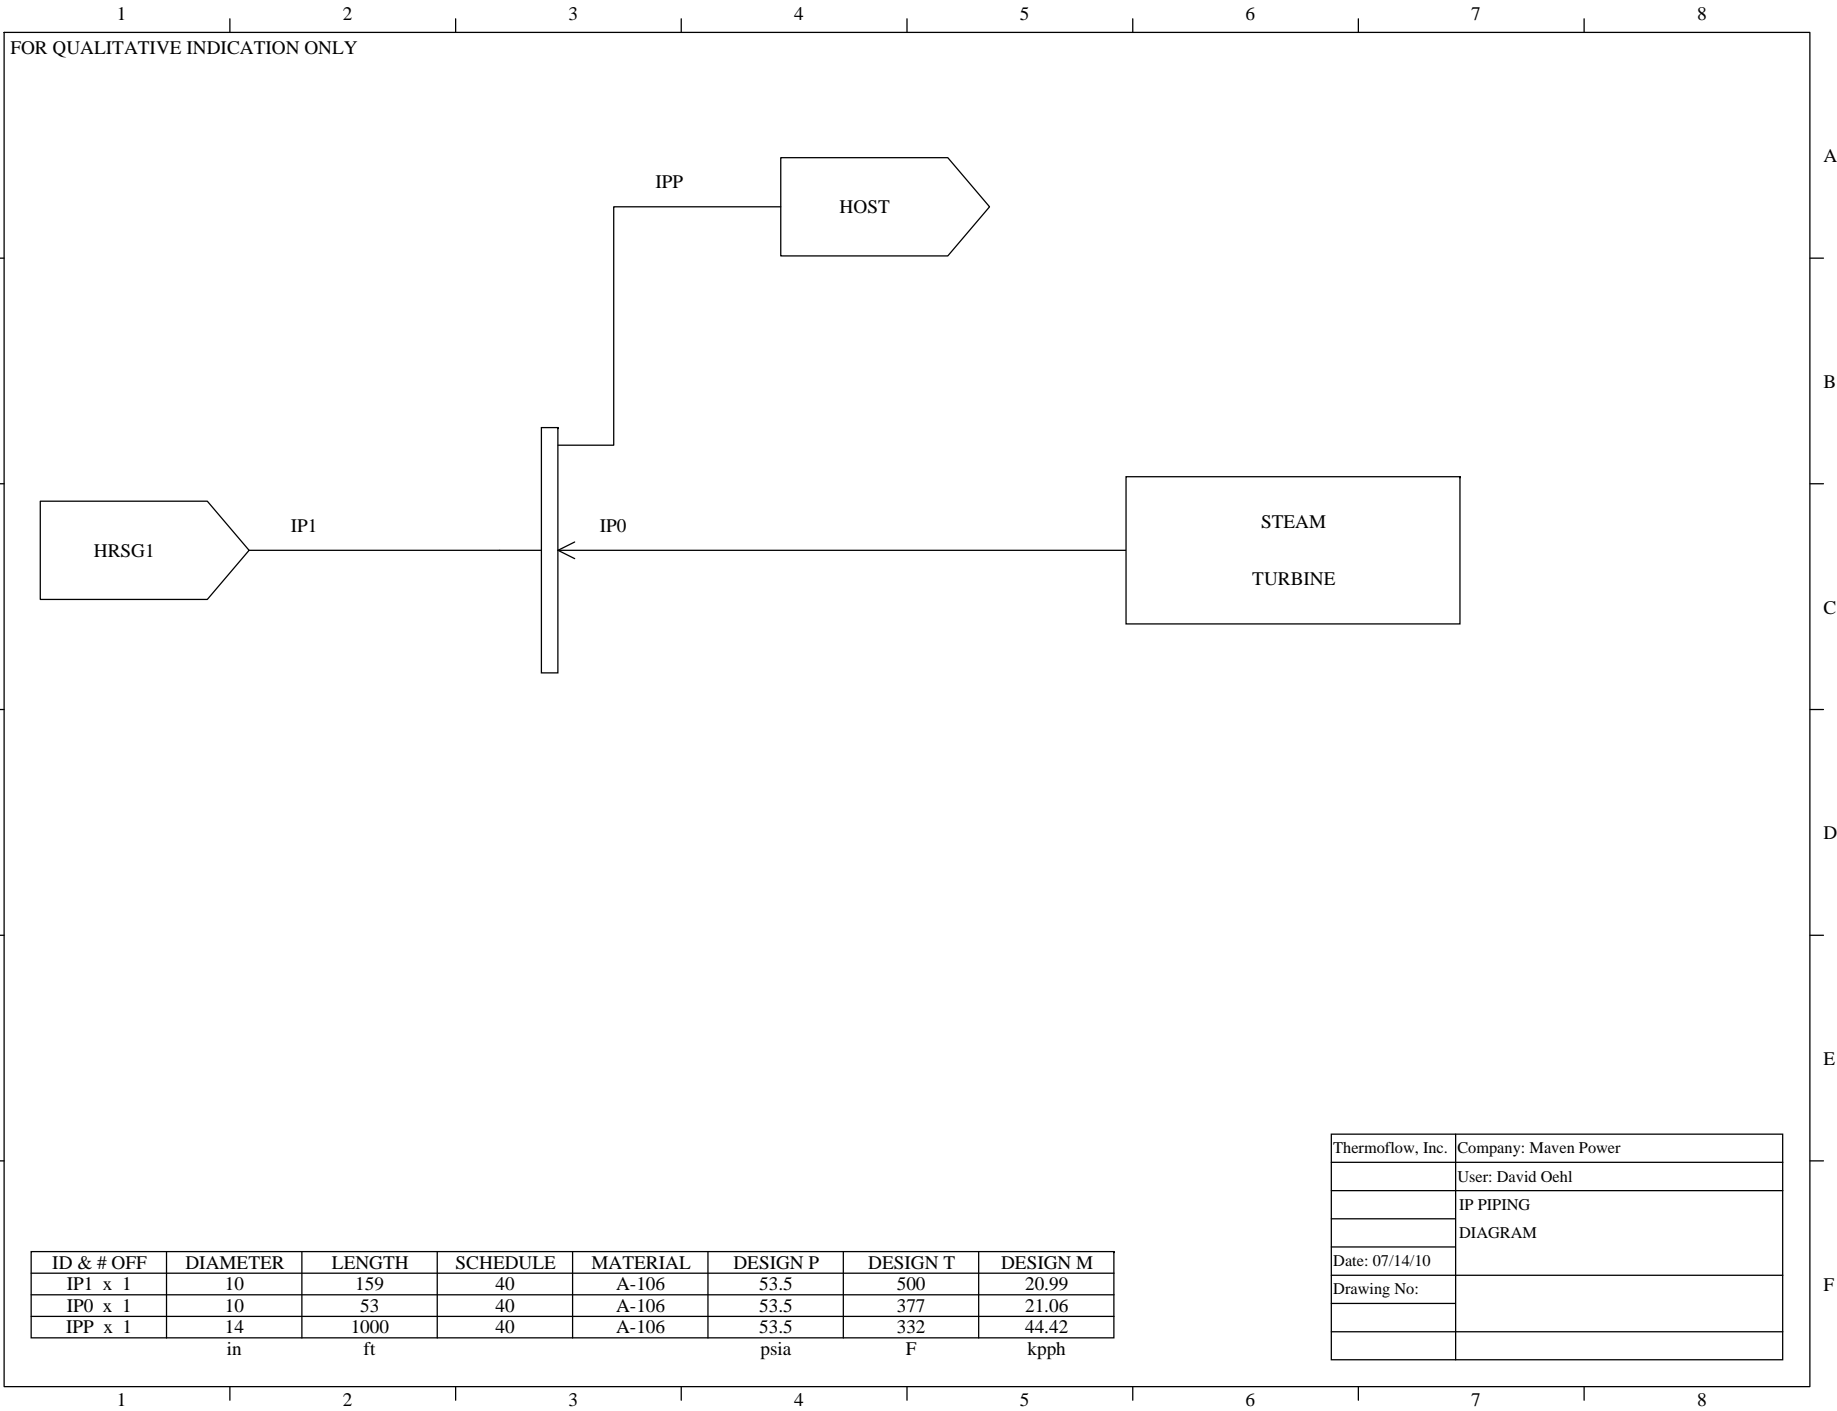 1 2 3 4 5 6 7 8
FOR QUALITATIVE INDICATION ONLY
A
IPP
HOST
B
IP1
IP0
HRSG1
STEAM
TURBINE
C
D
E
Thermoflow, Inc. Company: Maven Power
User: David Oehl
IP PIPING
DIAGRAM
Date: 07/14/10
Drawing No:
F
ID & # OFF DIAMETER LENGTH SCHEDULE MATERIAL DESIGN P DESIGN T DESIGN M
IP1 x 1 10 159 40 A-106 53.5 500 20.99
IP0 x 1 10 53 40 A-106 53.5 377 21.06
IPP x 1 14 1000 40 A-106 53.5 332 44.42
in ft psia F kpph
1 2 3 4 5 6 7 8